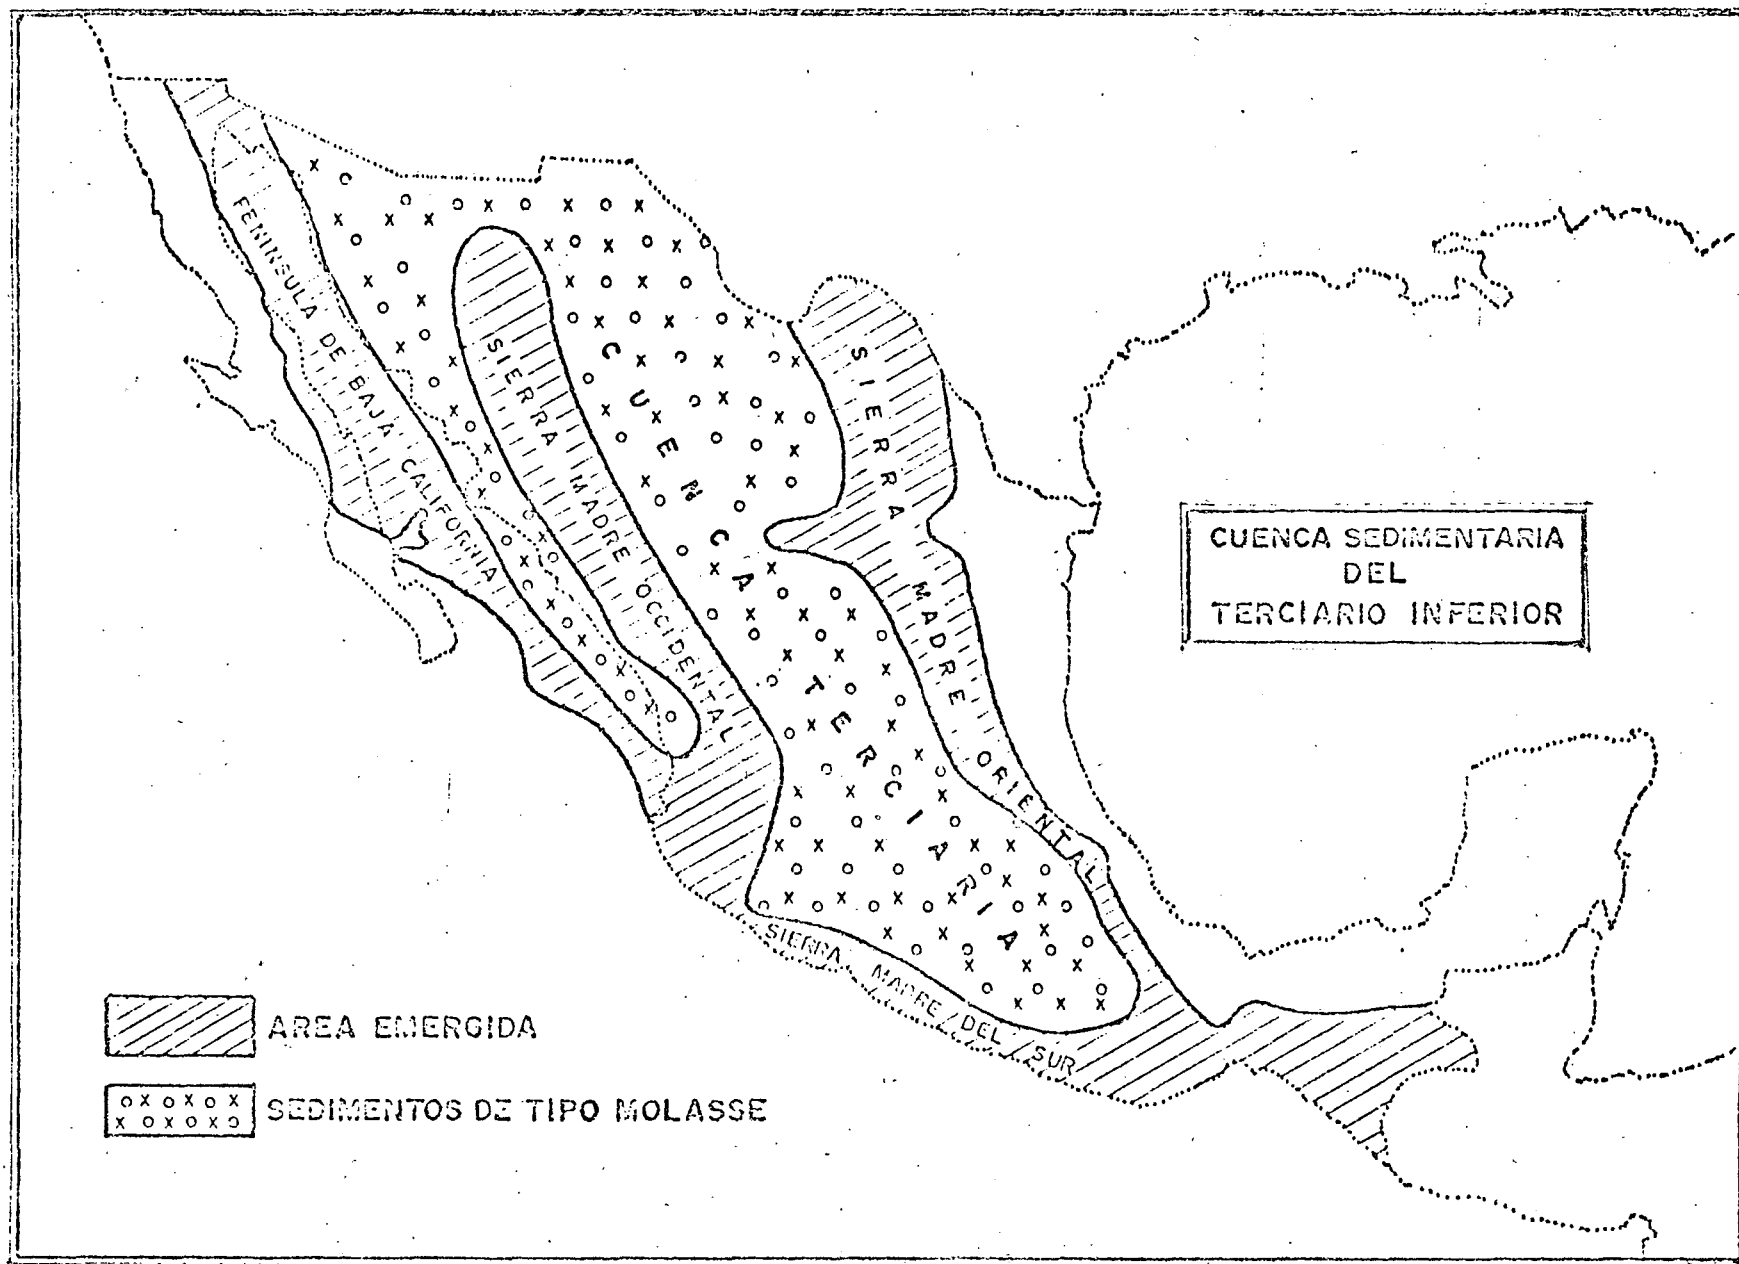 PENINSULA DE BAJA CALIFORNIA
SIERRA MADRE OCCIDENTAL
CUENCA TERCIARIA
SIERRA MADRE ORIENTAL
SIERRA MADRE DEL SUR
CUENCA SEDIMENTARIA
DEL
TERCIARIO INFERIOR
AREA EMERGIDA
SEDIMENTOS DE TIPO MOLASSE